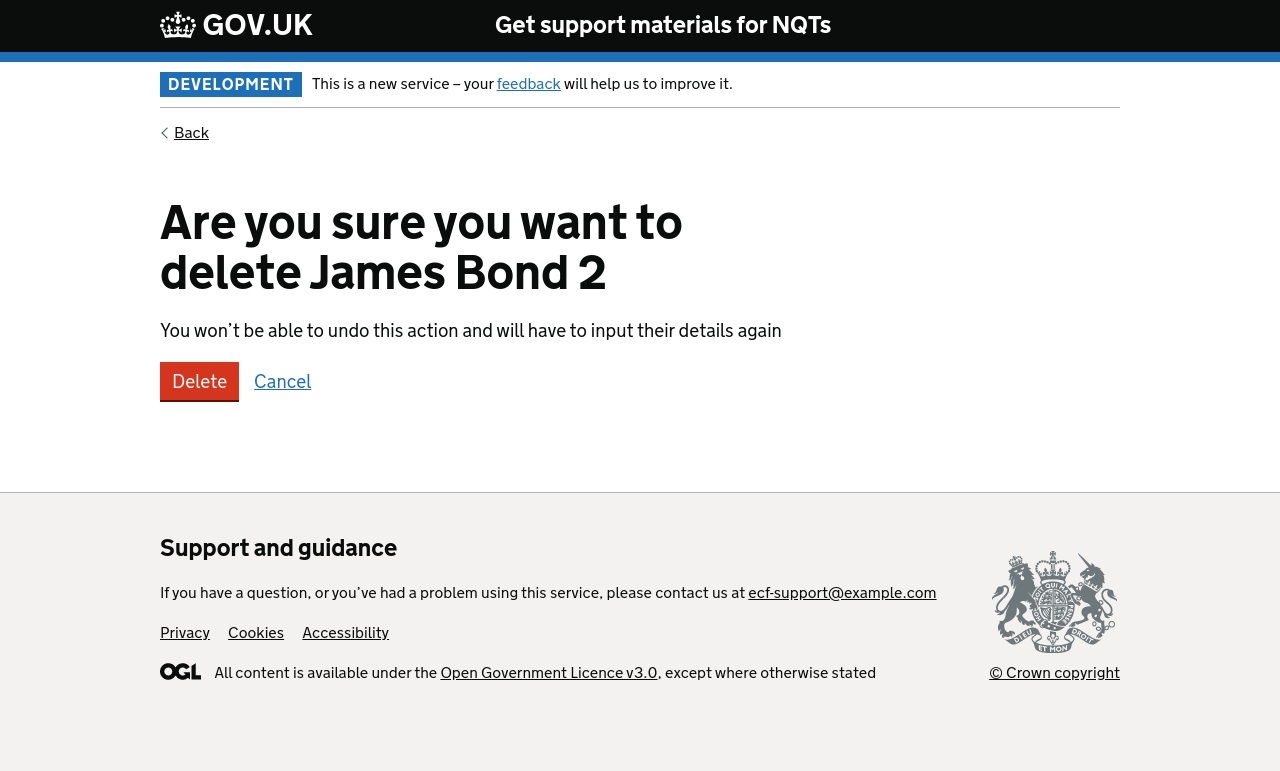 GOV.UK
Get support materials for NQTs
DEVELOPMENT This is a new service – your feedback will help us to improve it.
Back
Are you sure you want to
delete James Bond 2
You won’t be able to undo this action and will have to input their details again
Delete Cancel
Support and guidance
If you have a question, or you’ve had a problem using this service, please contact us at ecf-support@example.com
Privacy Cookies Accessibility
OGL All content is available under the Open Government Licence v3.0, except where otherwise stated
DIEU ET MON DROIT
© Crown copyright